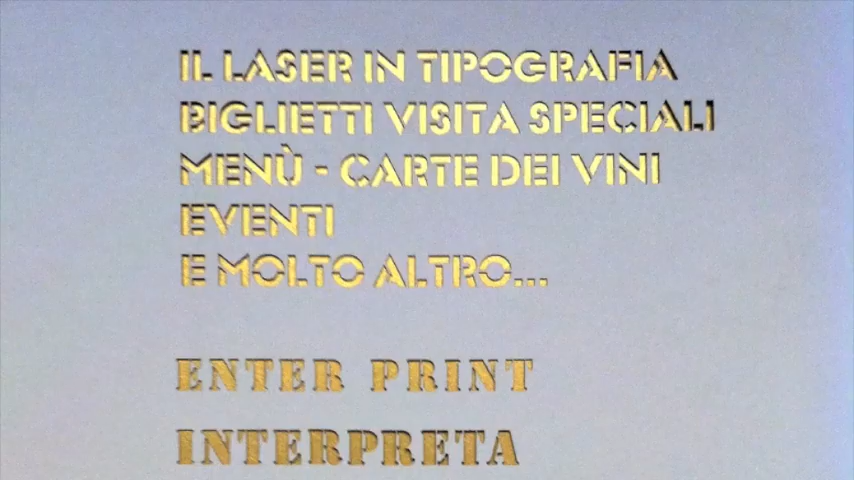 IL LASER IN TIPOGRAFIA
BIGLIETTI VISITA SPECIALI
MENÙ - CARTE DEI VINI
EVENTI
E MOLTO ALTRO...
ENTER PRINT
INTERPRETA